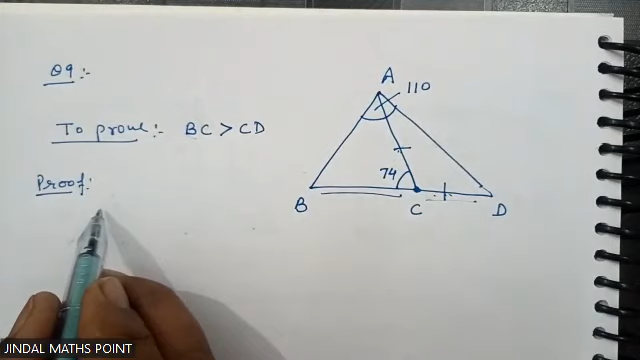 Q9:-
To prove:- BC > CD
Proof:
A
110
74
B
C
D
JINDAL MATHS POINT